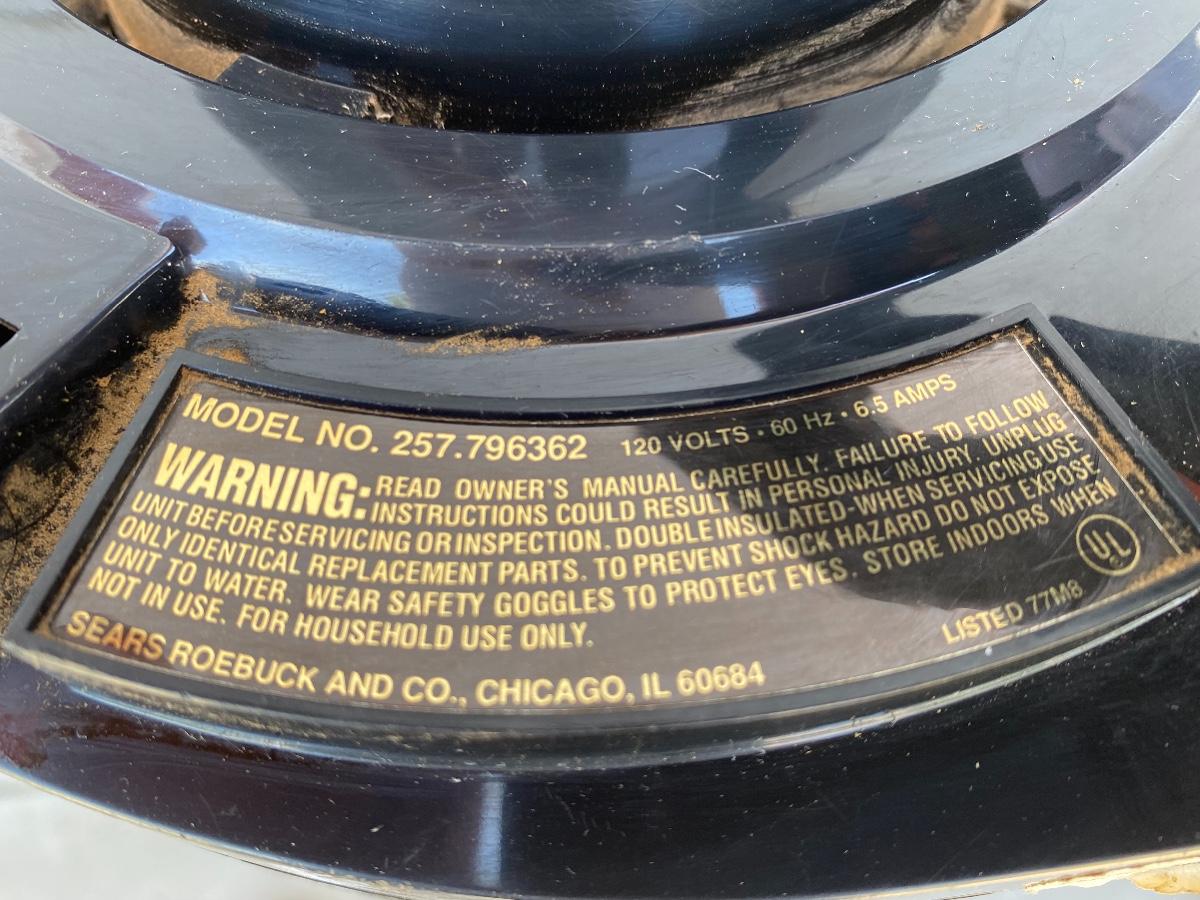 MODEL NO. 257.796362 120 VOLTS • 60 Hz • 6.5 AMPS
WARNING: READ OWNER'S MANUAL CAREFULLY. FAILURE TO FOLLOW
INSTRUCTIONS COULD RESULT IN PERSONAL INJURY. UNPLUG
UNIT BEFORE SERVICING OR INSPECTION. DOUBLE INSULATED-WHEN SERVICING USE
ONLY IDENTICAL REPLACEMENT PARTS. TO PREVENT SHOCK HAZARD DO NOT EXPOSE
UNIT TO WATER. WEAR SAFETY GOGGLES TO PROTECT EYES. STORE INDOORS WHEN
NOT IN USE. FOR HOUSEHOLD USE ONLY.
UL
LISTED 77M8
SEARS ROEBUCK AND CO., CHICAGO, IL 60684